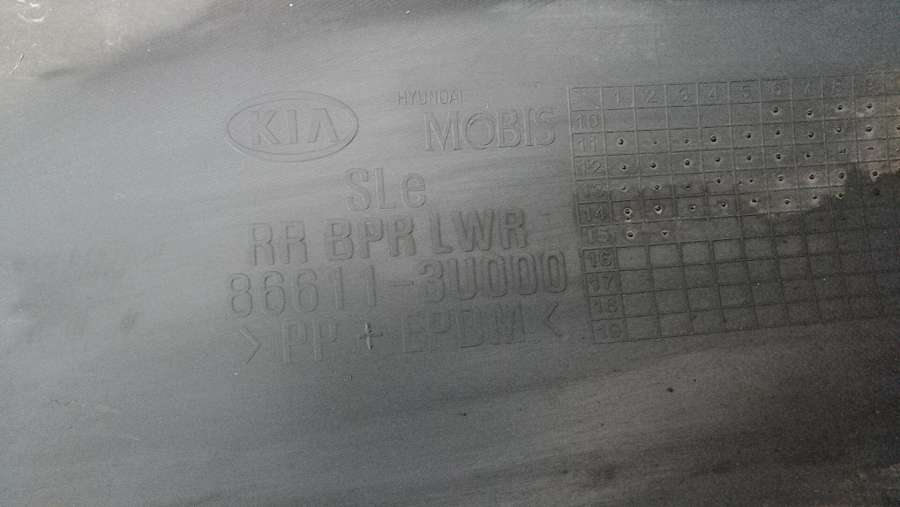 KIA
HYUNDAI
MOBIS
SLe
RR BPR LWR
86611-3U000
>PP + EPDM<
1 2 3 4 5 6 7 8
10
11
12
13
14
15
16
17
18
19